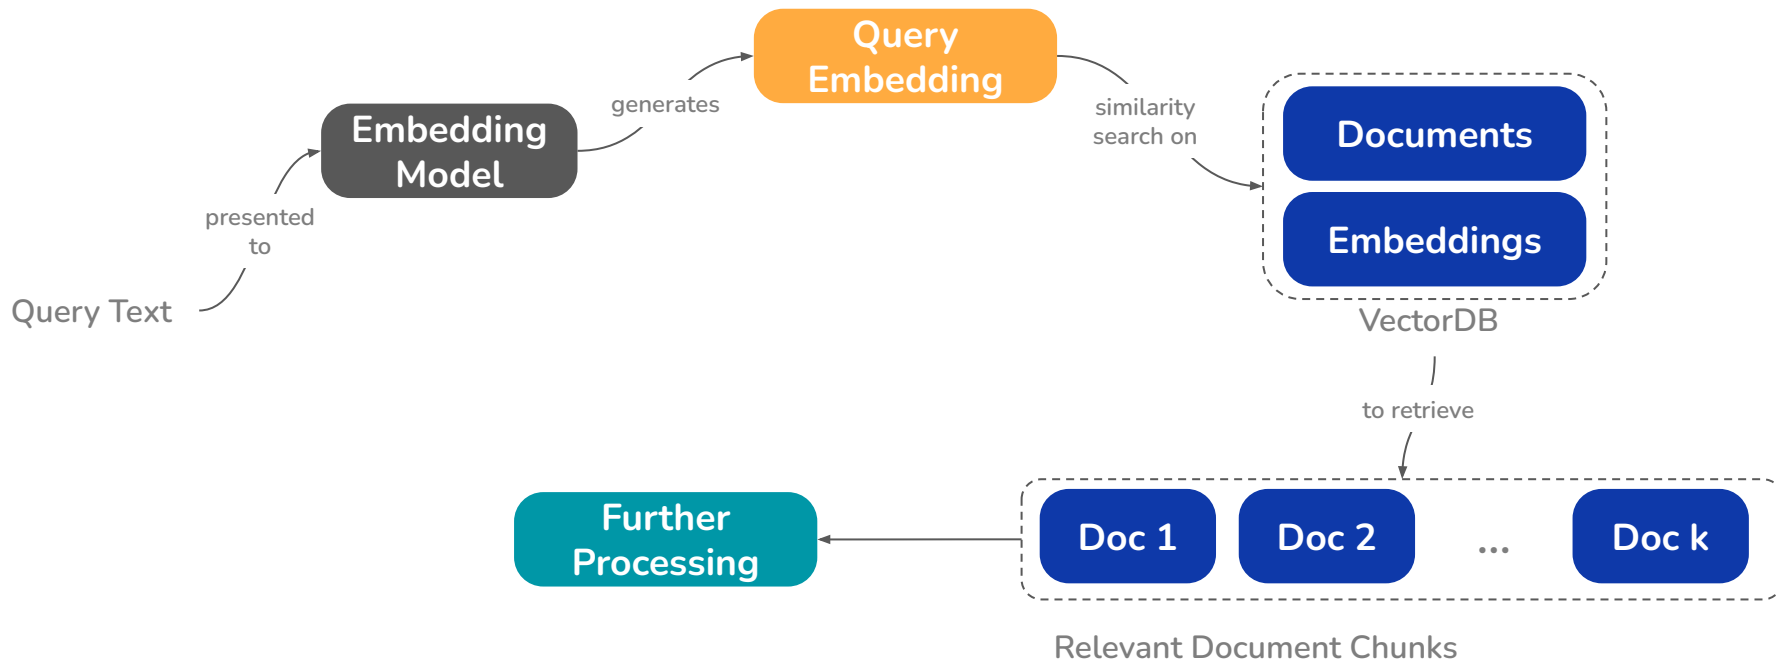 Query Text
presented
to
Embedding
Model
generates
Query
Embedding
similarity
search on
Documents
Embeddings
VectorDB
to retrieve
Doc 1
Doc 2
...
Doc k
Relevant Document Chunks
Further
Processing